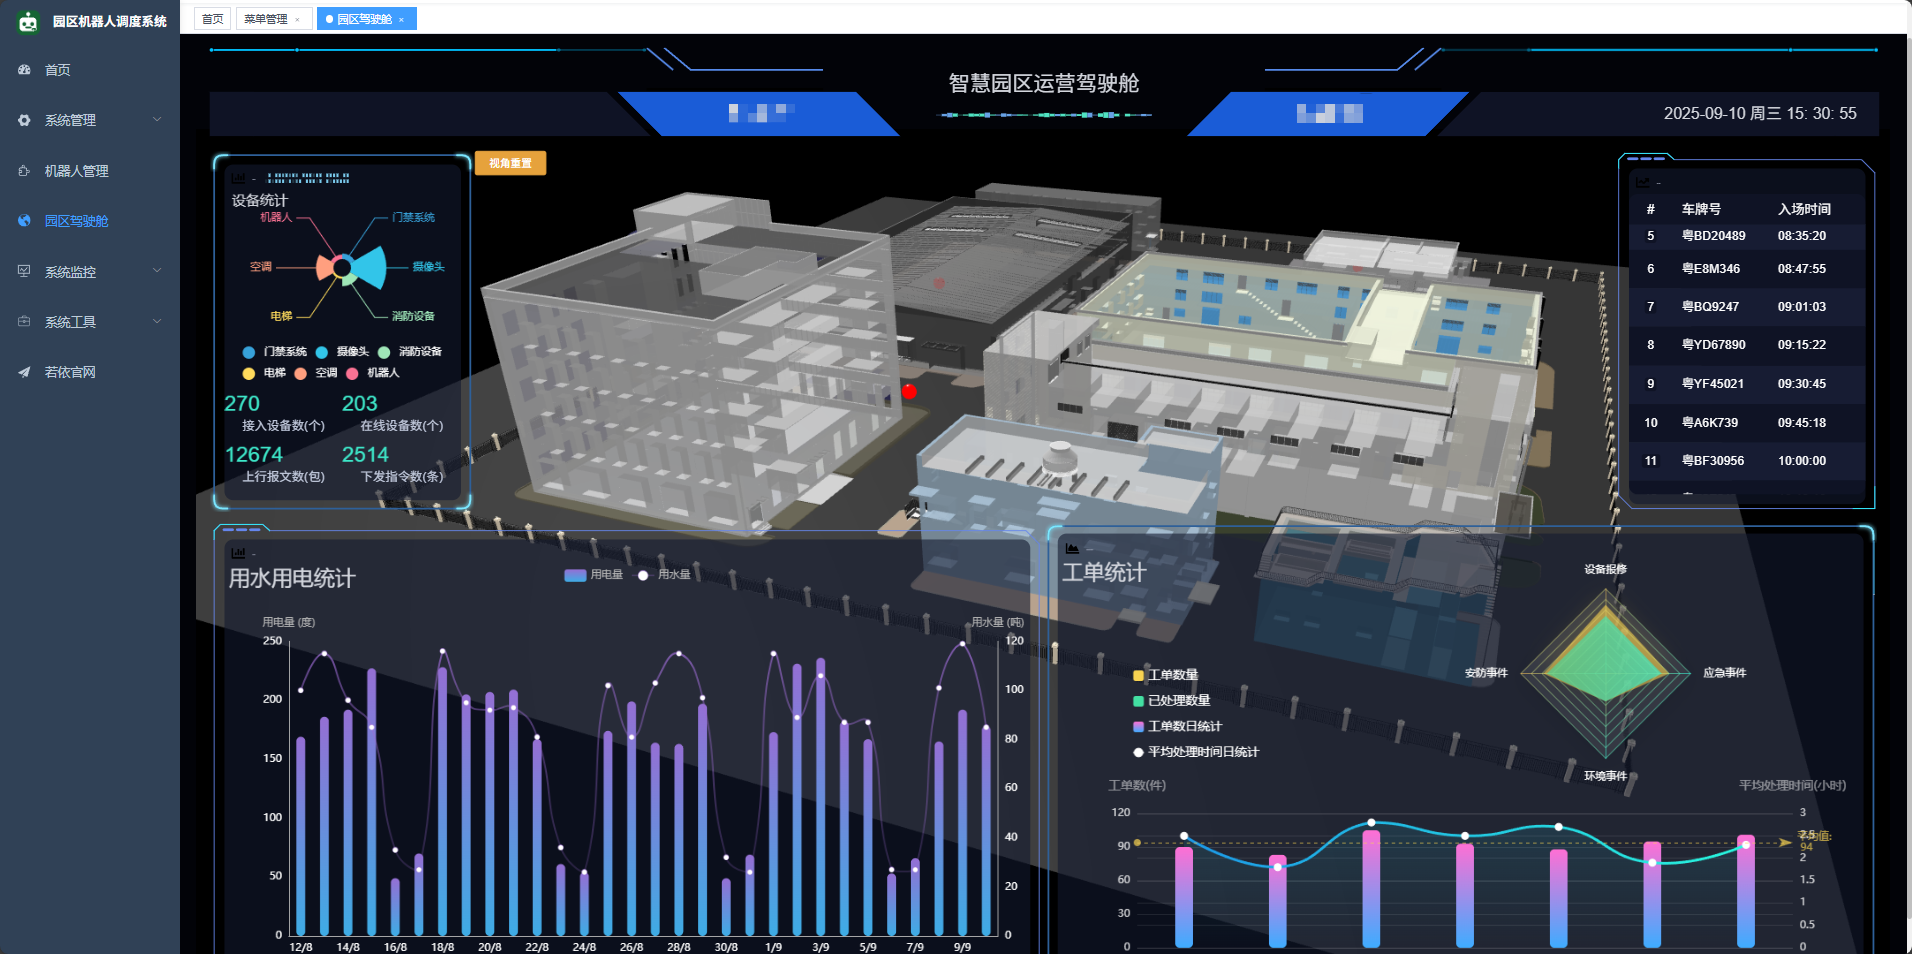 园区机器人调度系统
首页
系统管理
机器人管理
园区驾驶舱
系统监控
系统工具
若依官网
首页
菜单管理 ×
园区驾驶舱 ×
智慧园区运营驾驶舱
2025-09-10 周三 15: 30: 55
视角重置
设备统计
机器人
门禁系统
空调
摄像头
电梯
消防设备
门禁系统 摄像头 消防设备
电梯 空调 机器人
270 203
接入设备数(个) 在线设备数(个)
12674 2514
上行报文数(包) 下发指令数(条)
# 车牌号 入场时间
5 粤BD20489 08:35:20
6 粤E8M346 08:47:55
7 粤BQ9247 09:01:03
8 粤YD67890 09:15:22
9 粤YF45021 09:30:45
10 粤A6K739 09:45:18
11 粤BF30956 10:00:00
用水用电统计
用电量 用水量
用电量 (度)
用水量 (吨)
250
200
150
100
50
0
120
100
80
60
40
20
0
12/8 14/8 16/8 18/8 20/8 22/8 24/8 26/8 28/8 30/8 1/9 3/9 5/9 7/9 9/9
工单统计
设备报修
安防事件
应急事件
环境事件
工单数量
已处理数量
工单数日统计
平均处理时间日统计
工单数(件)
平均处理时间(小时)
120
90
60
30
0
3
2.5
2
1.5
1
0.5
0
平均值:
94